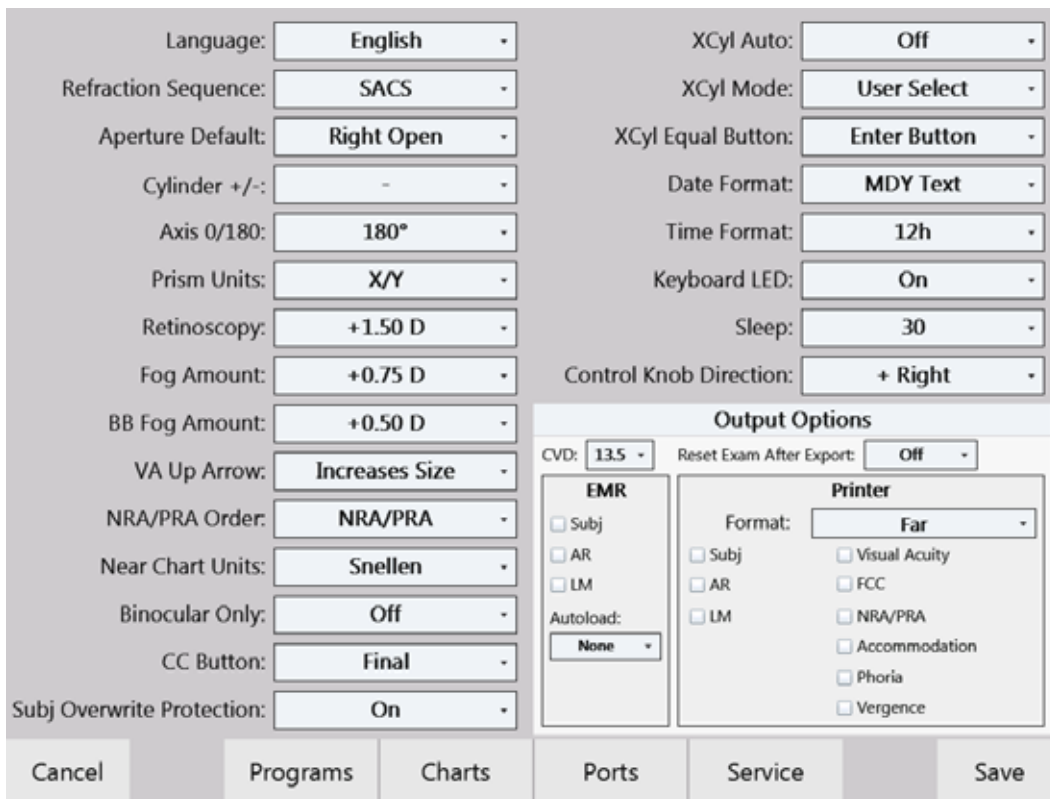 Language: English
Refraction Sequence: SACS
Aperture Default: Right Open
Cylinder +/-: -
Axis 0/180: 180°
Prism Units: X/Y
Retinoscopy: +1.50 D
Fog Amount: +0.75 D
BB Fog Amount: +0.50 D
VA Up Arrow: Increases Size
NRA/PRA Order: NRA/PRA
Near Chart Units: Snellen
Binocular Only: Off
CC Button: Final
Subj Overwrite Protection: On
XCyl Auto: Off
XCyl Mode: User Select
XCyl Equal Button: Enter Button
Date Format: MDY Text
Time Format: 12h
Keyboard LED: On
Sleep: 30
Control Knob Direction: + Right
Output Options
CVD: 13.5 Reset Exam After Export: Off
EMR
Subj
AR
LM
Autoload:
None
Printer
Format: Far
Subj
AR
LM
Visual Acuity
FCC
NRA/PRA
Accommodation
Phoria
Vergence
Cancel Programs Charts Ports Service Save